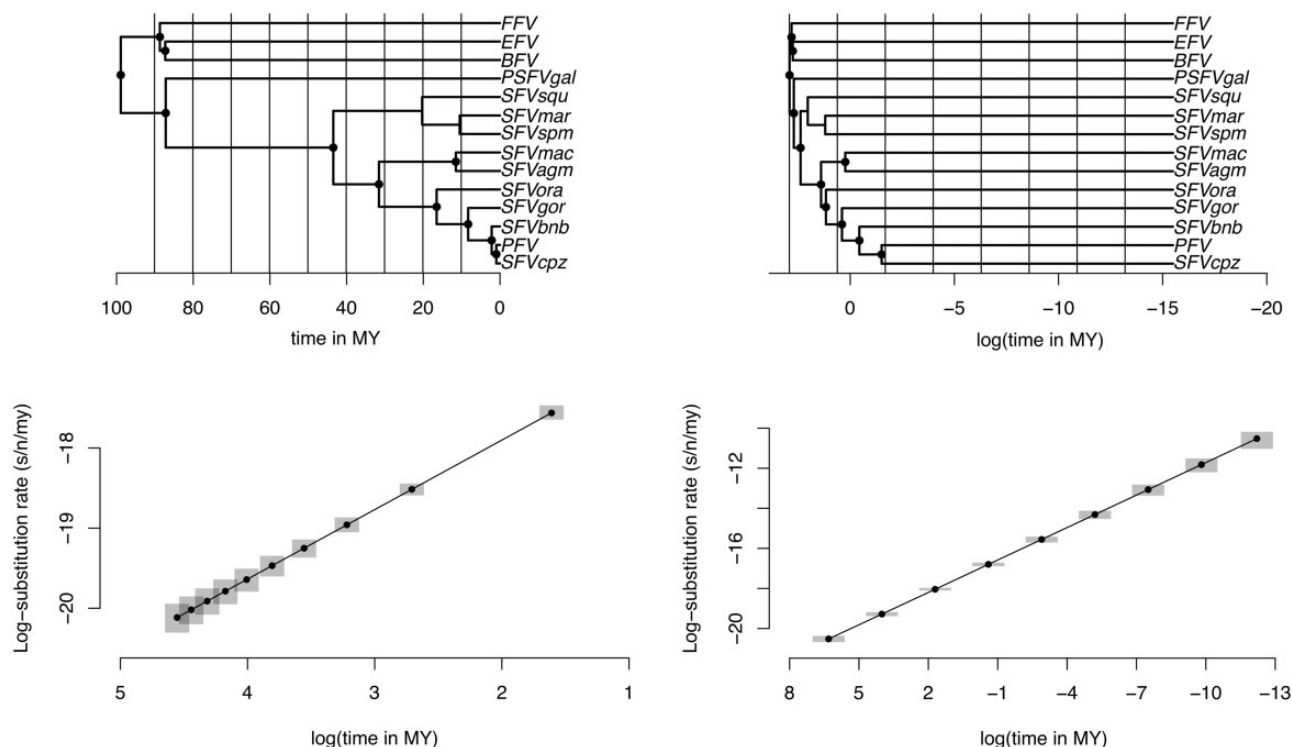 FFV
EFV
BFV
PSFVgal
SFVsqu
SFVmar
SFVspm
SFVmac
SFVagm
SFVora
SFVgor
SFVbnb
PFV
SFVcpz
100 80 60 40 20 0
time in MY
FFV
EFV
BFV
PSFVgal
SFVsqu
SFVmar
SFVspm
SFVmac
SFVagm
SFVora
SFVgor
SFVbnb
PFV
SFVcpz
0 −5 −10 −15 −20
log(time in MY)
Log−substitution rate (s/n/my)
−18
−19
−20
5 4 3 2 1
log(time in MY)
Log−substitution rate (s/n/my)
−12
−16
−20
8 5 2 −1 −4 −7 −10 −13
log(time in MY)